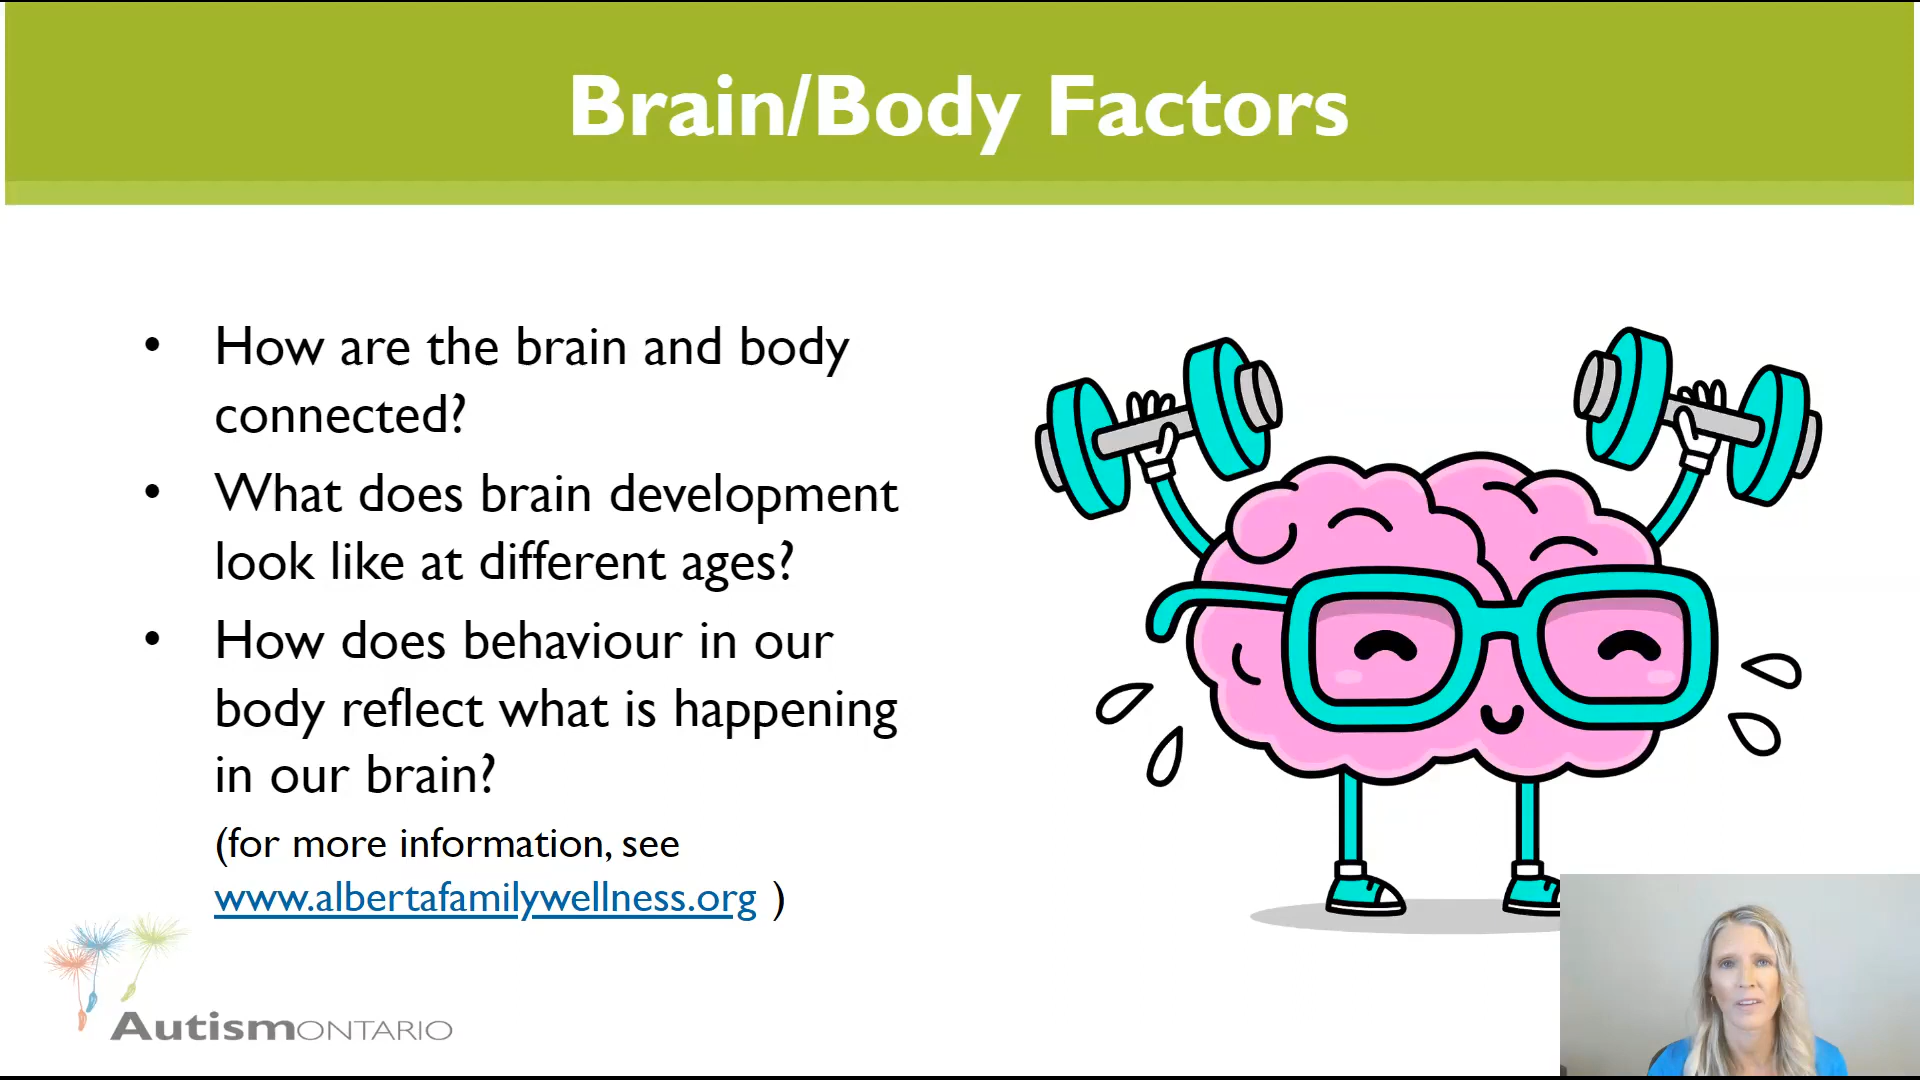 Brain/Body Factors
• How are the brain and body
connected?
• What does brain development
look like at different ages?
• How does behaviour in our
body reflect what is happening
in our brain?
(for more information, see
www.albertafamilywellness.org )
AutismONTARIO